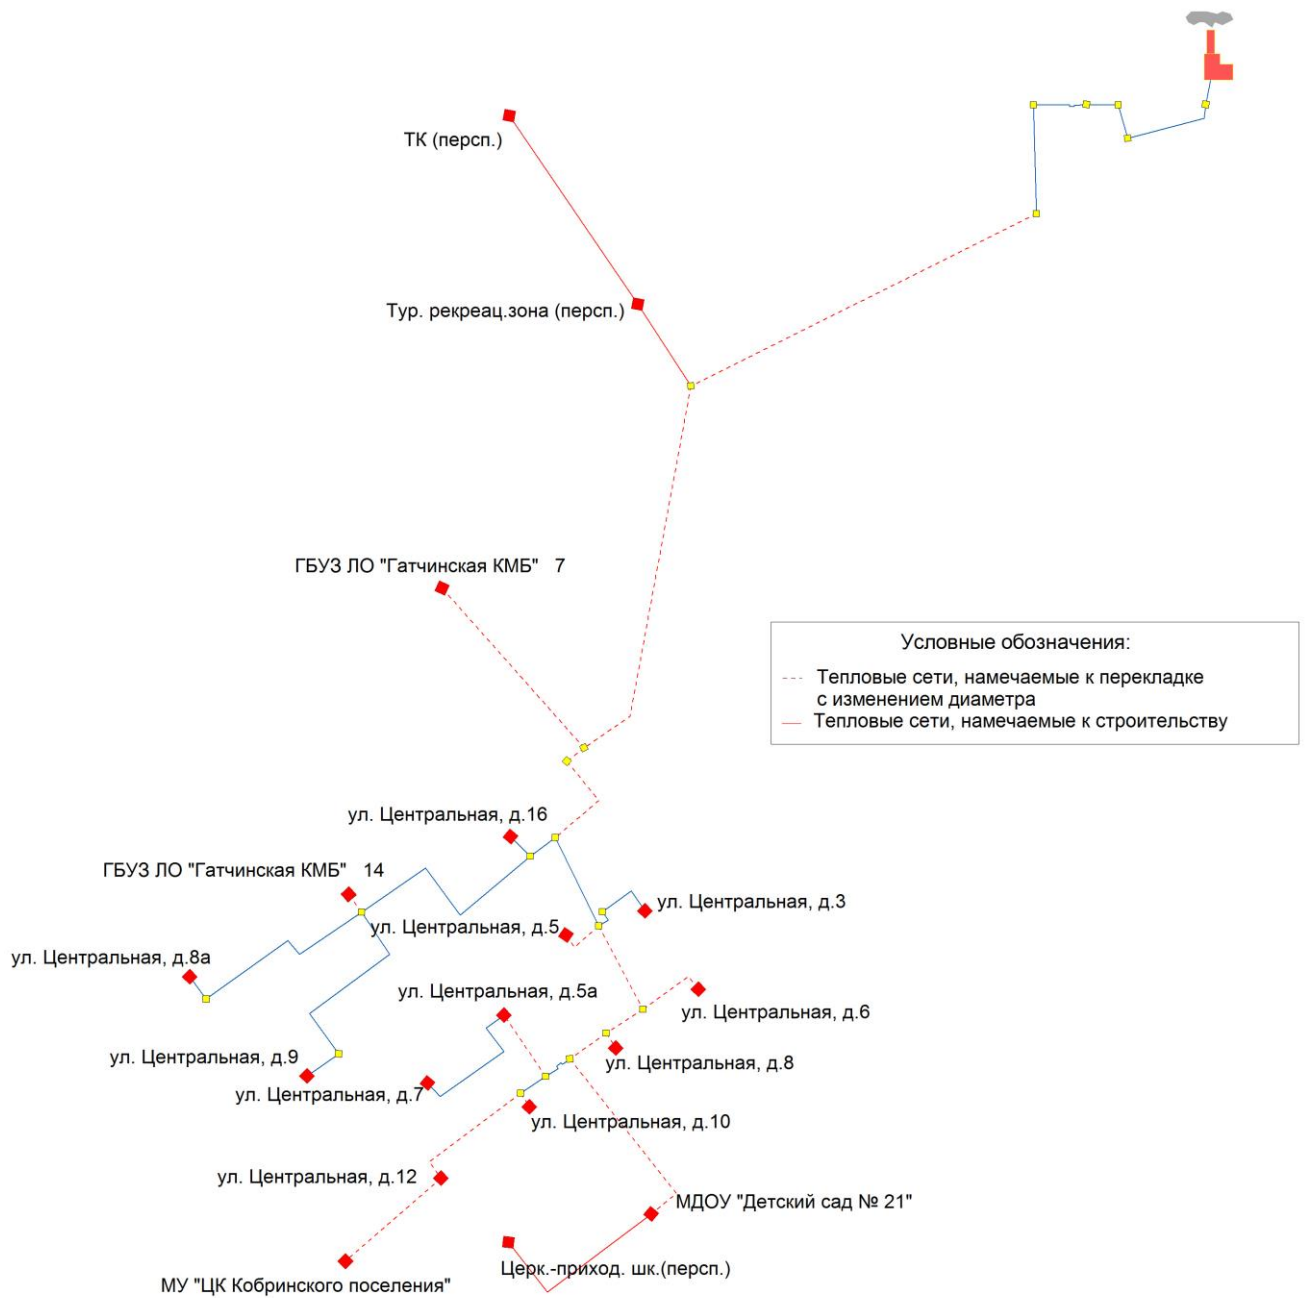 ТК (персп.)
Тур. рекреац.зона (персп.)
ГБУЗ ЛО "Гатчинская КМБ" 7
Условные обозначения:
Тепловые сети, намечаемые к перекладке
с изменением диаметра
Тепловые сети, намечаемые к строительству
ул. Центральная, д.16
ГБУЗ ЛО "Гатчинская КМБ" 14
ул. Центральная, д.3
ул. Центральная, д.5
ул. Центральная, д.8а
ул. Центральная, д.5а
ул. Центральная, д.6
ул. Центральная, д.9
ул. Центральная, д.8
ул. Центральная, д.7
ул. Центральная, д.10
ул. Центральная, д.12
МДОУ "Детский сад № 21"
Церк.-приход. шк.(персп.)
МУ "ЦК Кобринского поселения"